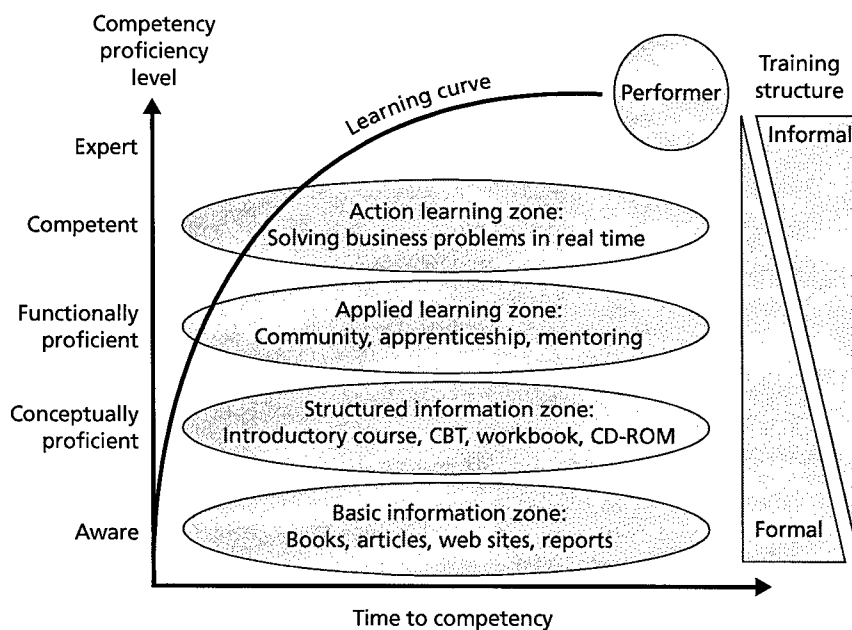 Competency
proficiency
level
Learning curve
Performer
Training
structure
Informal
Expert
Competent
Action learning zone:
Solving business problems in real time
Functionally
proficient
Applied learning zone:
Community, apprenticeship, mentoring
Conceptually
proficient
Structured information zone:
Introductory course, CBT, workbook, CD-ROM
Aware
Basic information zone:
Books, articles, web sites, reports
Formal
Time to competency